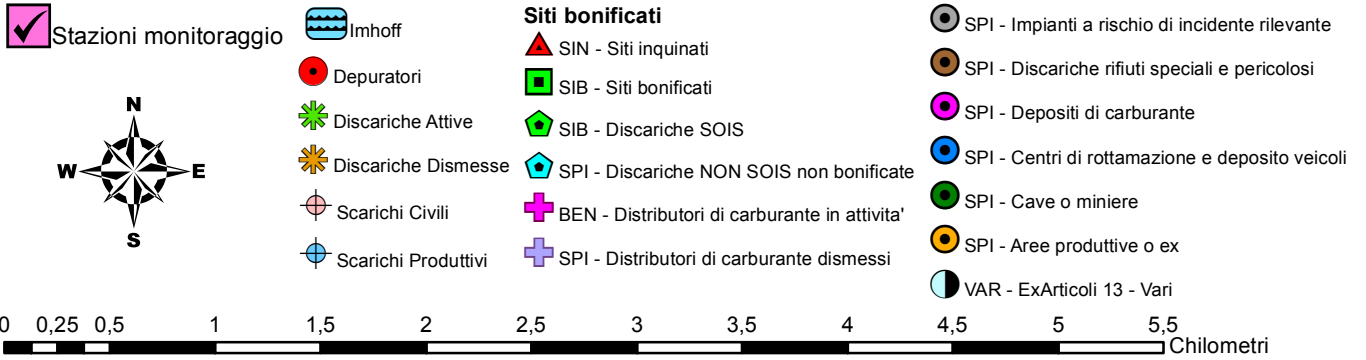 Stazioni monitoraggio
N
W
E
S
Imhoff
Depuratori
Discariche Attive
Discariche Dismesse
Scarichi Civili
Scarichi Produttivi
Siti bonificati
SIN - Siti inquinati
SIB - Siti bonificati
SIB - Discariche SOIS
SPI - Discariche NON SOIS non bonificate
BEN - Distributori di carburante in attivita'
SPI - Distributori di carburante dismessi
SPI - Impianti a rischio di incidente rilevante
SPI - Discariche rifiuti speciali e pericolosi
SPI - Depositi di carburante
SPI - Centri di rottamazione e deposito veicoli
SPI - Cave o miniere
SPI - Aree produttive o ex
VAR - ExArticoli 13 - Vari
0 0,25 0,5 1 1,5 2 2,5 3 3,5 4 4,5 5 5,5
Chilometri